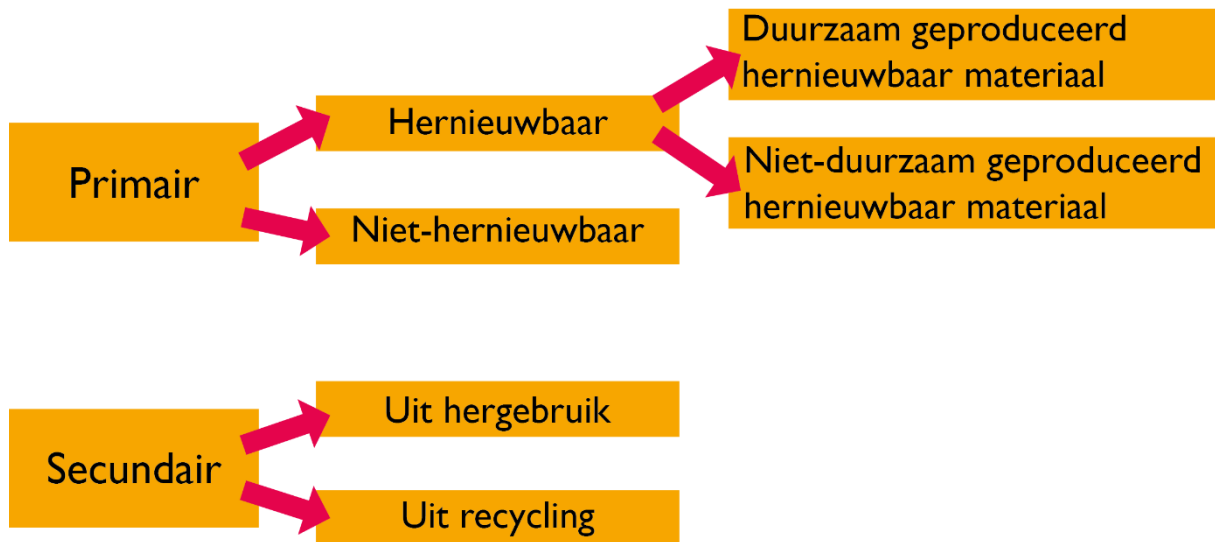 Primair
Hernieuwbaar
Niet-hernieuwbaar
Duurzaam geproduceerd
hernieuwbaar materiaal
Niet-duurzaam geproduceerd
hernieuwbaar materiaal
Secundair
Uit hergebruik
Uit recycling